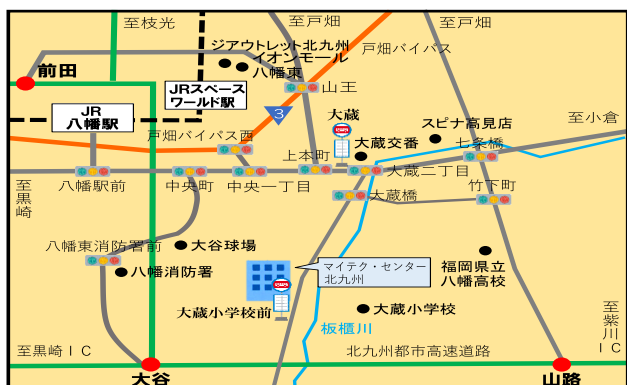 至枝光
至戸畑
至戸畑
ジアウトレット北九州
イオンモール
八幡東
戸畑バイパス
前田
JRスペース
ワールド駅
山王
3
JR
八幡駅
大蔵
スピナ高見店
至小倉
戸畑バイパス西
大蔵交番
七条橋
上本町
至黒崎
八幡駅前
中央町
中央一丁目
大蔵二丁目
竹下町
大蔵橋
八幡東消防署前
大谷球場
八幡消防署
マイテク・センター
北九州
福岡県立
八幡高校
大蔵小学校前
大蔵小学校
板櫃川
至紫川IC
至黒崎IC
北九州都市高速道路
大谷
山路